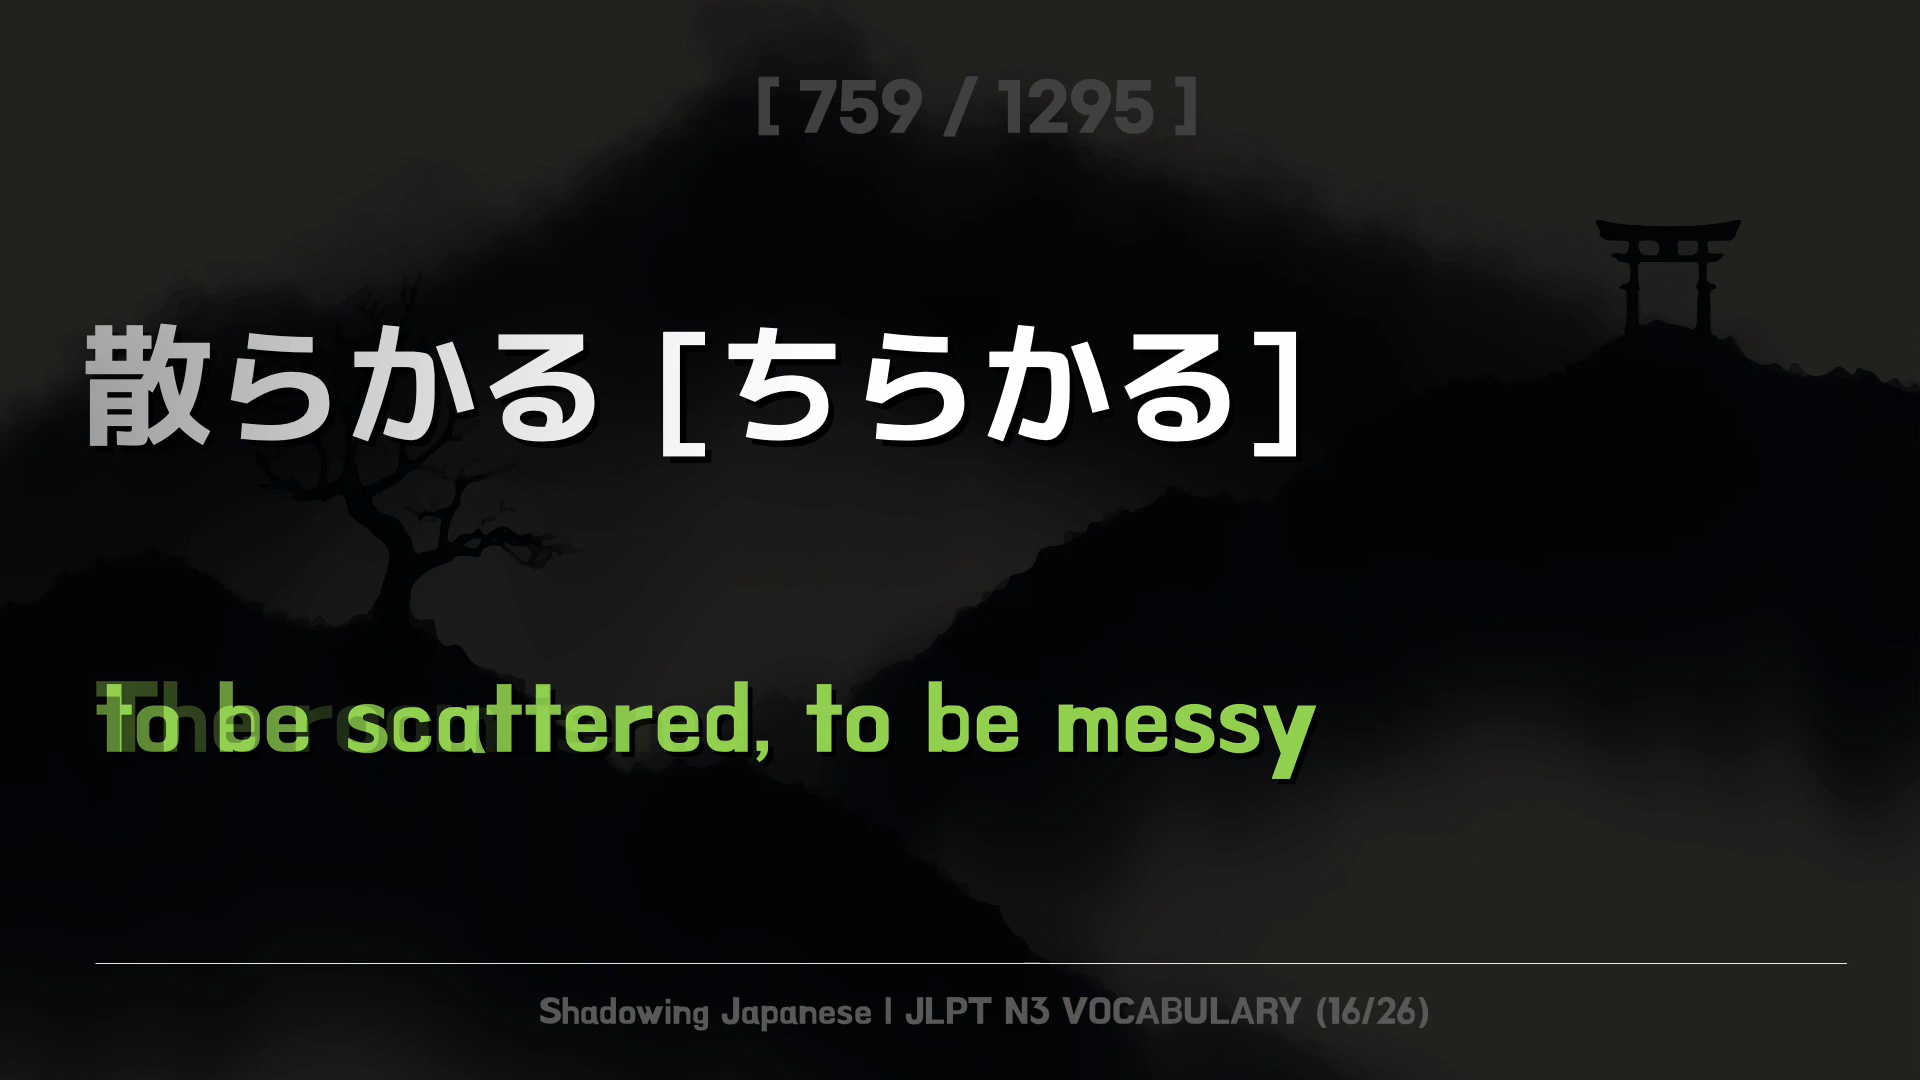 [ 759 / 1295 ]
散らかる [ちらかる]
to be scattered, to be messy
Shadowing Japanese | JLPT N3 VOCABULARY (16/26)